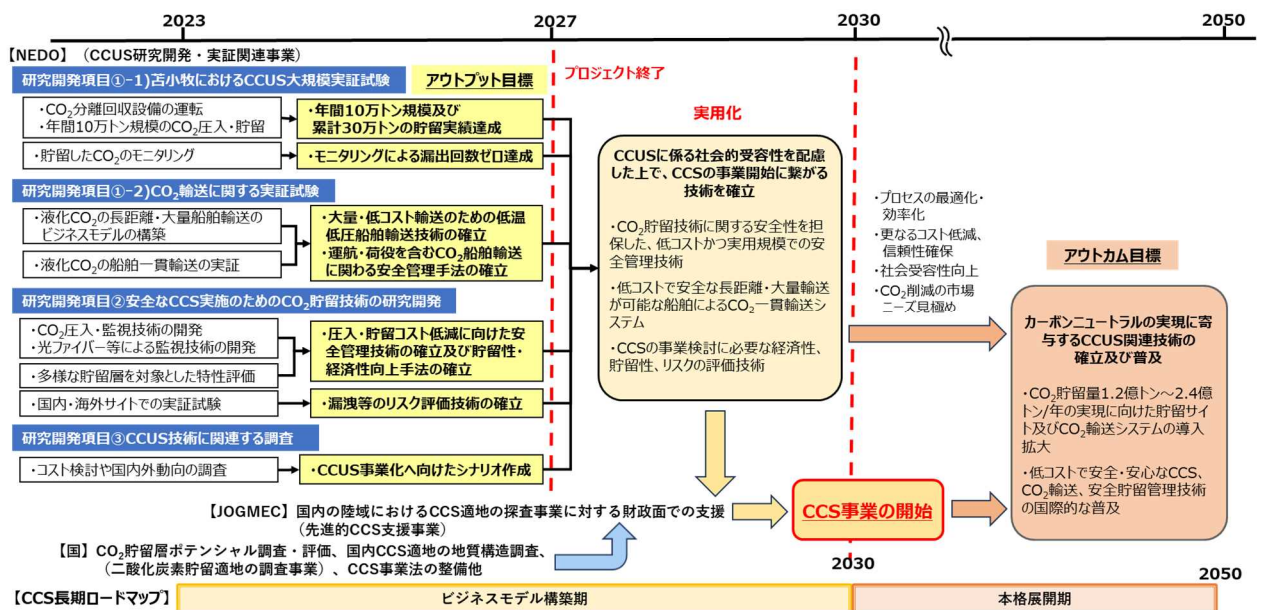 2023
2027
2030
2050
【NEDO】（CCUS研究開発・実証関連事業）
研究開発項目①-1)苫小牧におけるCCUS大規模実証試験
アウトプット目標
プロジェクト終了
・CO₂分離回収設備の運転
・年間10万トン規模のCO₂圧入・貯留
・年間10万トン規模及び
累計30万トンの貯留実績達成
・貯留したCO₂のモニタリング
・モニタリングによる漏出回数ゼロ達成
研究開発項目①-2)CO₂輸送に関する実証試験
・液化CO₂の長距離・大量船舶輸送の
ビジネスモデルの構築
・液化CO₂の船舶一貫輸送の実証
・大量・低コスト輸送のための低温
低圧船舶輸送技術の確立
・運航・荷役を含むCO₂船舶輸送
に関わる安全管理手法の確立
研究開発項目②安全なCCS実施のためのCO₂貯留技術の研究開発
・CO₂圧入・監視技術の開発
・光ファイバー等による監視技術の開発
・多様な貯留層を対象とした特性評価
・圧入・貯留コスト低減に向けた安
全管理技術の確立及び貯留性・
経済性向上手法の確立
・国内・海外サイトでの実証試験
・漏洩等のリスク評価技術の確立
研究開発項目③CCUS技術に関連する調査
・コスト検討や国内外動向の調査
・CCUS事業化へ向けたシナリオ作成
実用化
CCUSに係る社会的受容性を配慮
した上で、CCSの事業開始に繋がる
技術を確立
・CO₂貯留技術に関する安全性を担
保した、低コストかつ実用規模での安
全管理技術
・低コストで安全な長距離・大量輸送
が可能な船舶によるCO₂一貫輸送シ
ステム
・CCSの事業検討に必要な経済性、
貯留性、リスクの評価技術
・プロセスの最適化・
効率化
・更なるコスト低減、
信頼性確保
・社会受容性向上
・CO₂削減の市場
ニーズ見極め
アウトカム目標
カーボンニュートラルの実現に寄
与するCCUS関連技術の
確立及び普及
・CO₂貯留量1.2億トン～2.4億
トン/年の実現に向けた貯留サイ
ト及びCO₂輸送システムの導入
拡大
・低コストで安全・安心なCCS、
CO₂輸送、安全貯留管理技術
の国際的な普及
【JOGMEC】国内の陸域におけるCCS適地の探査事業に対する財政面での支援
（先進的CCS支援事業）
CCS事業の開始
【国】CO₂貯留層ポテンシャル調査・評価、国内CCS適地の地質構造調査、
（二酸化炭素貯留適地の調査事業）、CCS事業法の整備他
2030
2050
【CCS長期ロードマップ】
ビジネスモデル構築期
本格展開期